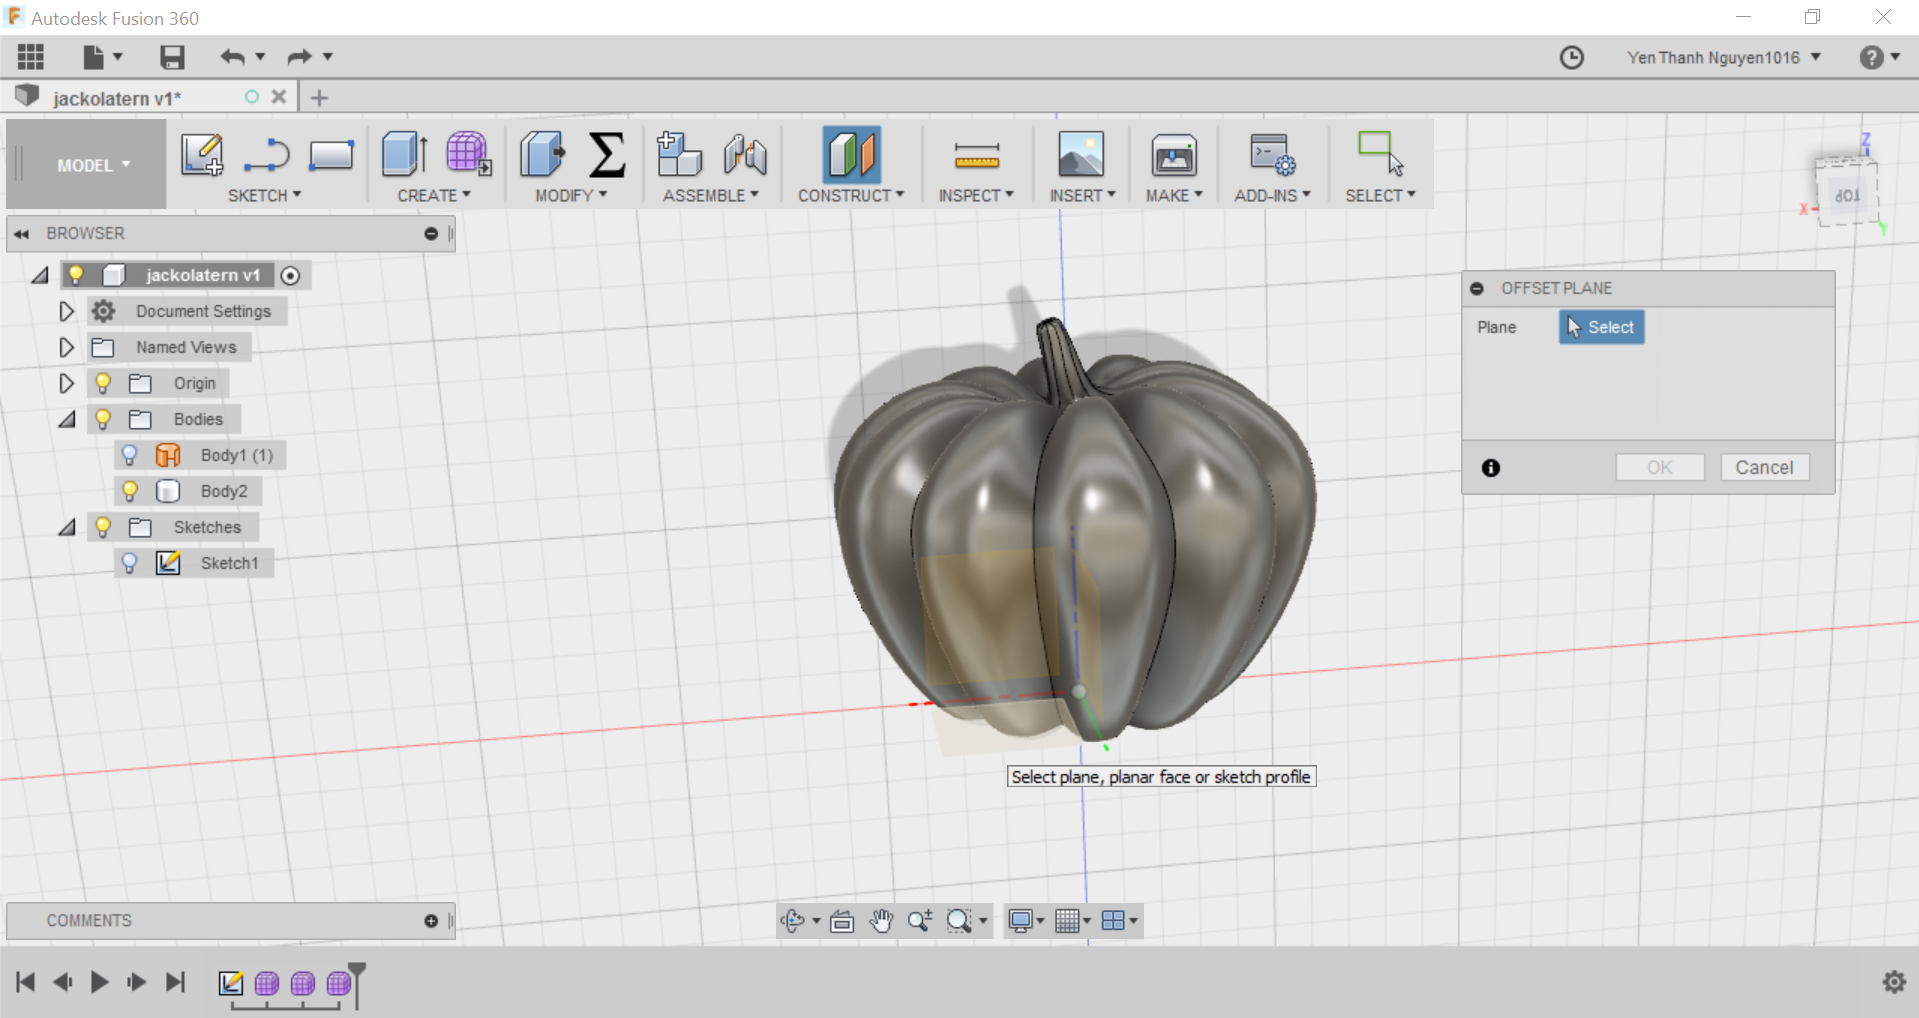 Autodesk Fusion 360
Yen Thanh Nguyen1016
jackolatern v1*
MODEL
SKETCH
CREATE
MODIFY
ASSEMBLE
CONSTRUCT
INSPECT
INSERT
MAKE
ADD-INS
SELECT
Z
TOP
X
Y
BROWSER
jackolatern v1
Document Settings
Named Views
Origin
Bodies
Body1 (1)
Body2
Sketches
Sketch1
OFFSET PLANE
Plane
Select
OK
Cancel
Select plane, planar face or sketch profile
COMMENTS